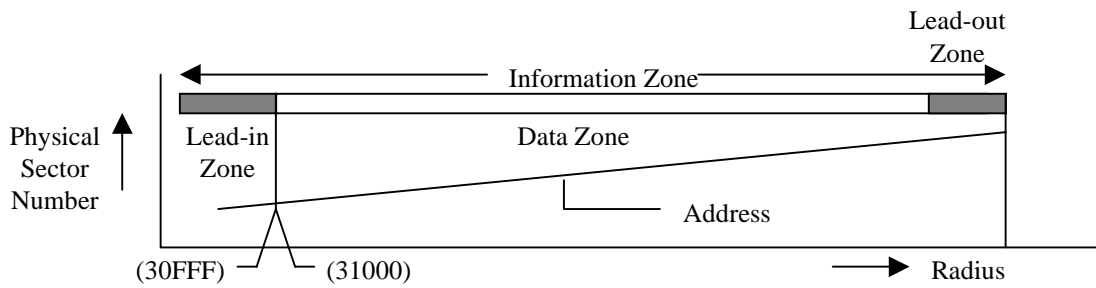 Lead-out
Zone
Information Zone
Physical
Sector
Number
Lead-in
Zone
Data Zone
Address
(30FFF)
(31000)
Radius